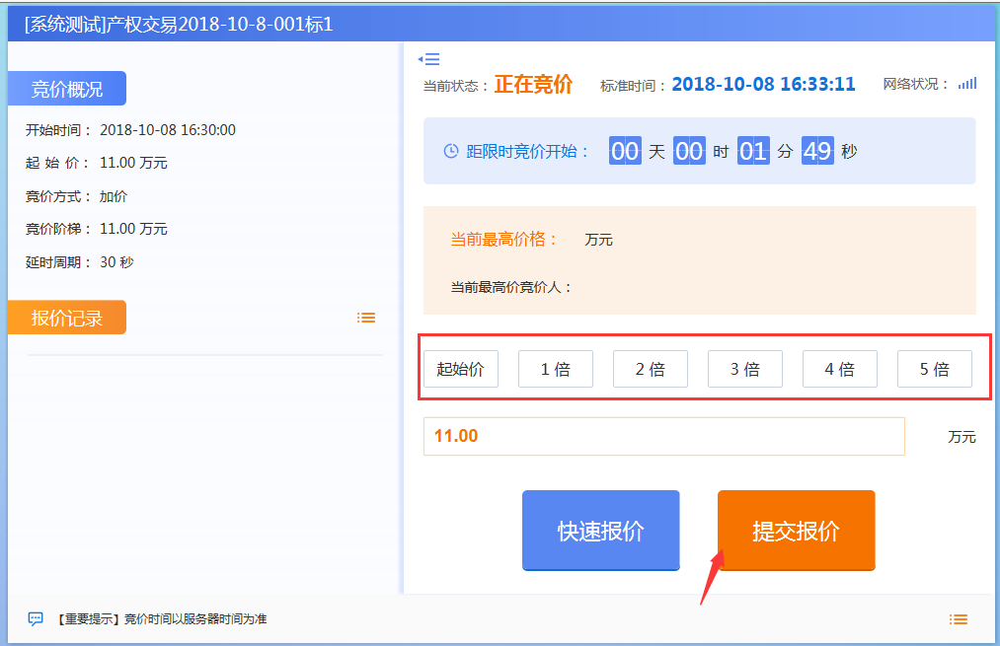 [系统测试]产权交易2018-10-8-001标1
竞价概况
开始时间： 2018-10-08 16:30:00
起 始 价： 11.00 万元
竞价方式： 加价
竞价阶梯： 11.00 万元
延时周期： 30 秒
报价记录
当前状态：正在竞价 标准时间：2018-10-08 16:33:11 网络状况：
距限时竞价开始： 00 天 00 时 01 分 49 秒
当前最高价格： 万元
当前最高价竞价人：
起始价 1 倍 2 倍 3 倍 4 倍 5 倍
11.00 万元
快速报价 提交报价
【重要提示】竞价时间以服务器时间为准